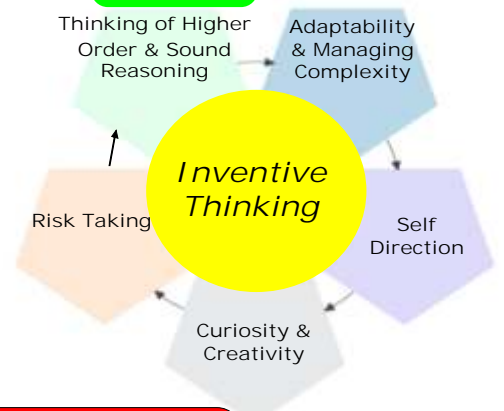 Thinking of Higher
Order & Sound
Reasoning
Adaptability
& Managing
Complexity
Inventive
Thinking
Risk Taking
Self
Direction
Curiosity &
Creativity